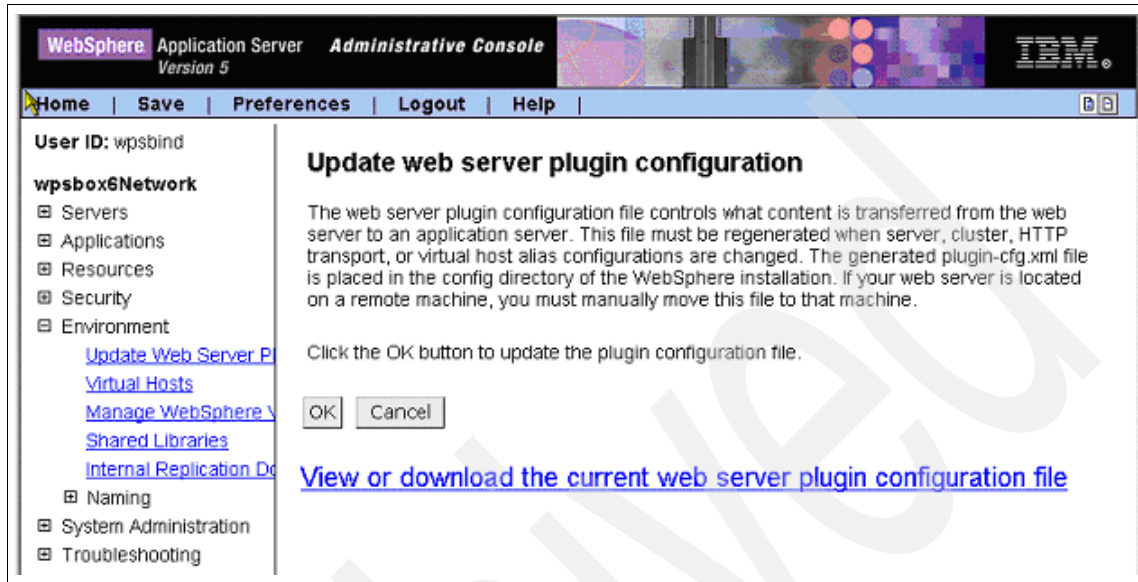 WebSphere Application Server Administrative Console
Version 5
IBM®
Home | Save | Preferences | Logout | Help |
User ID: wpsbind
wpsbox6Network
Servers
Applications
Resources
Security
Environment
Update Web Server Pl
Virtual Hosts
Manage WebSphere V
Shared Libraries
Internal Replication Do
Naming
System Administration
Troubleshooting
Update web server plugin configuration
The web server plugin configuration file controls what content is transferred from the web
server to an application server. This file must be regenerated when server, cluster, HTTP
transport, or virtual host alias configurations are changed. The generated plugin-cfg.xml file
is placed in the config directory of the WebSphere installation. If your web server is located
on a remote machine, you must manually move this file to that machine.
Click the OK button to update the plugin configuration file.
OK Cancel
View or download the current web server plugin configuration file